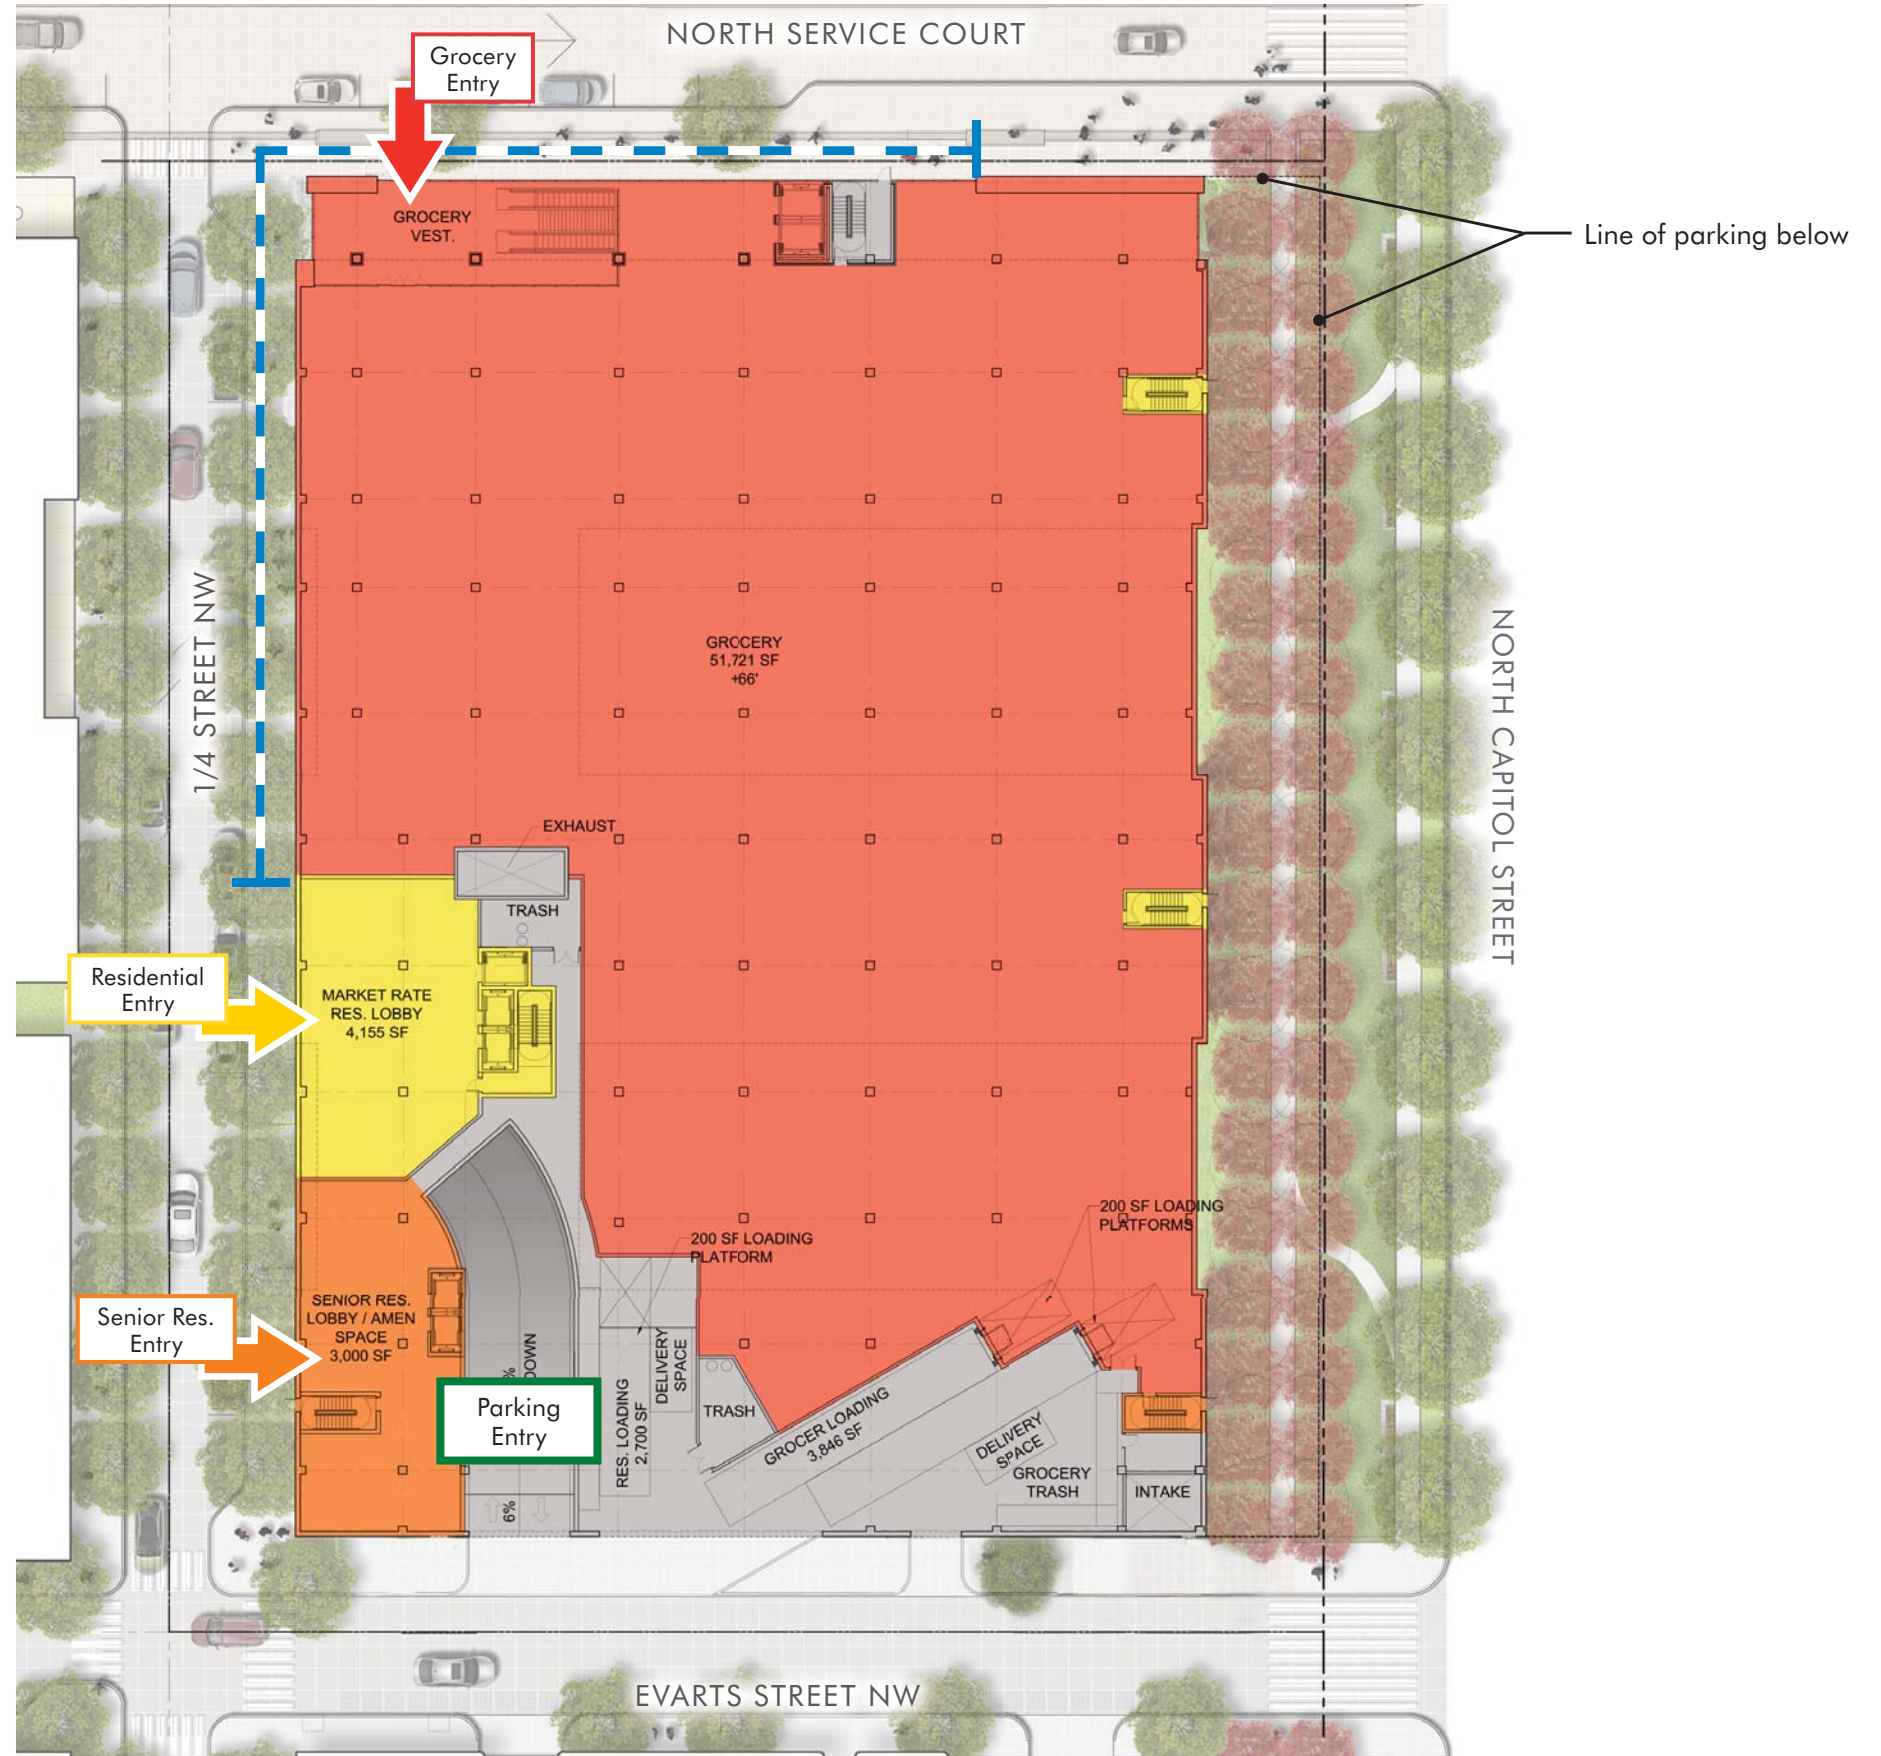 NORTH SERVICE COURT
Grocery
Entry
GROCERY
VEST.
Line of parking below
1/4 STREET NW
GROCERY
51,721 SF
+66'
NORTH CAPITOL STREET
EXHAUST
TRASH
Residential
Entry
MARKET RATE
RES. LOBBY
4,155 SF
200 SF LOADING
PLATFORMS
200 SF LOADING
PLATFORM
Senior Res.
Entry
SENIOR RES.
LOBBY / AMEN
SPACE
3,000 SF
DOWN
%
Parking
Entry
6%
RES. LOADING
2,700 SF
DELIVERY
SPACE
TRASH
GROCER LOADING
3,846 SF
DELIVERY
SPACE
GROCERY
TRASH
INTAKE
EVARTS STREET NW